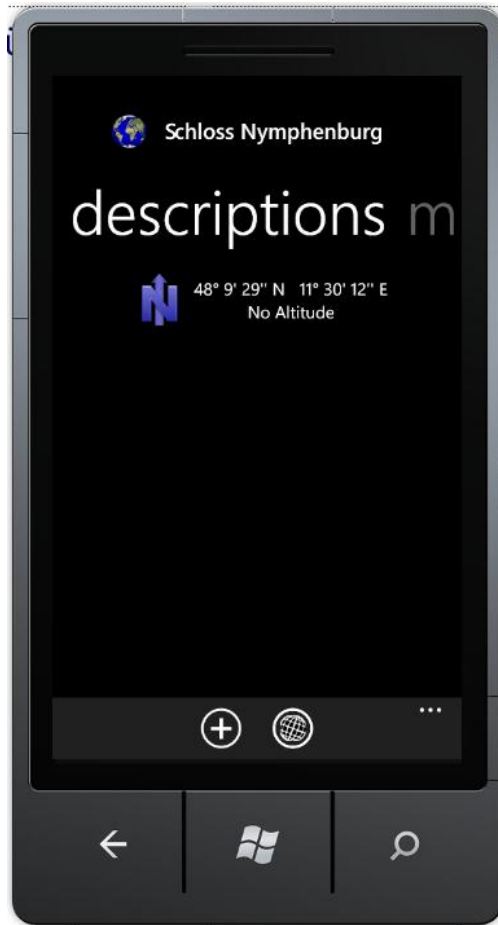 Schloss Nymphenburg
descriptions m
48° 9' 29'' N   11° 30' 12'' E
No Altitude